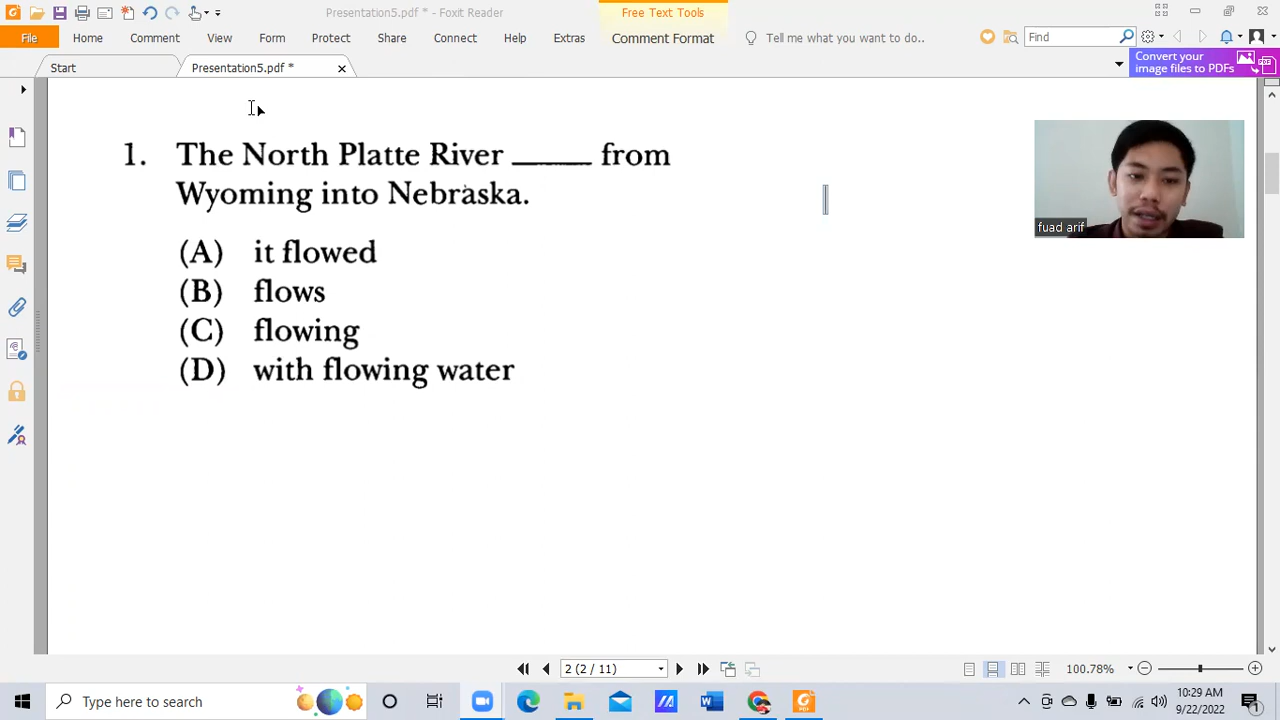 Presentation5.pdf * - Foxit Reader
Free Text Tools
File Home Comment View Form Protect Share Connect Help Extras Comment Format Tell me what you want to do.. Find
Start
Presentation5.pdf *
Convert your
image files to PDFs
1. The North Platte River _____ from
Wyoming into Nebraska.
(A) it flowed
(B) flows
(C) flowing
(D) with flowing water
fuad arif
2 (2 / 11)
100.78%
Type here to search
10:29 AM
9/22/2022